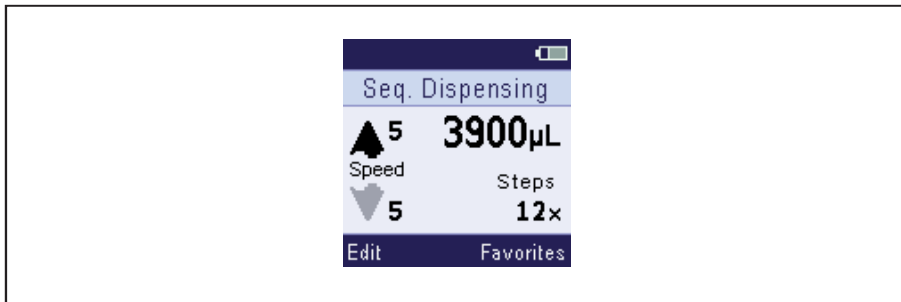 Seq. Dispensing
5 3900µL
Speed
Steps
5 12×
Edit Favorites